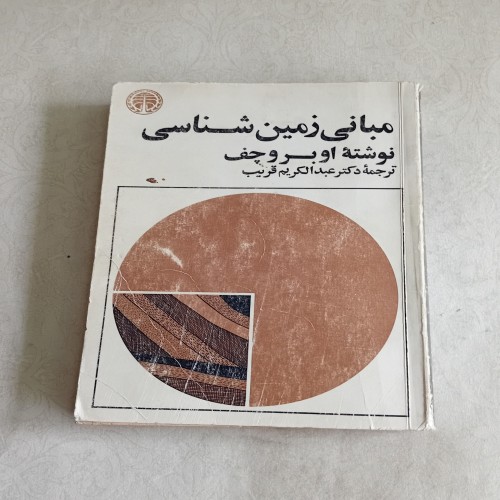 مبانی زمین شناسی
نوشتهٔ اوبروچف
ترجمهٔ دکتر عبدالکریم قریب